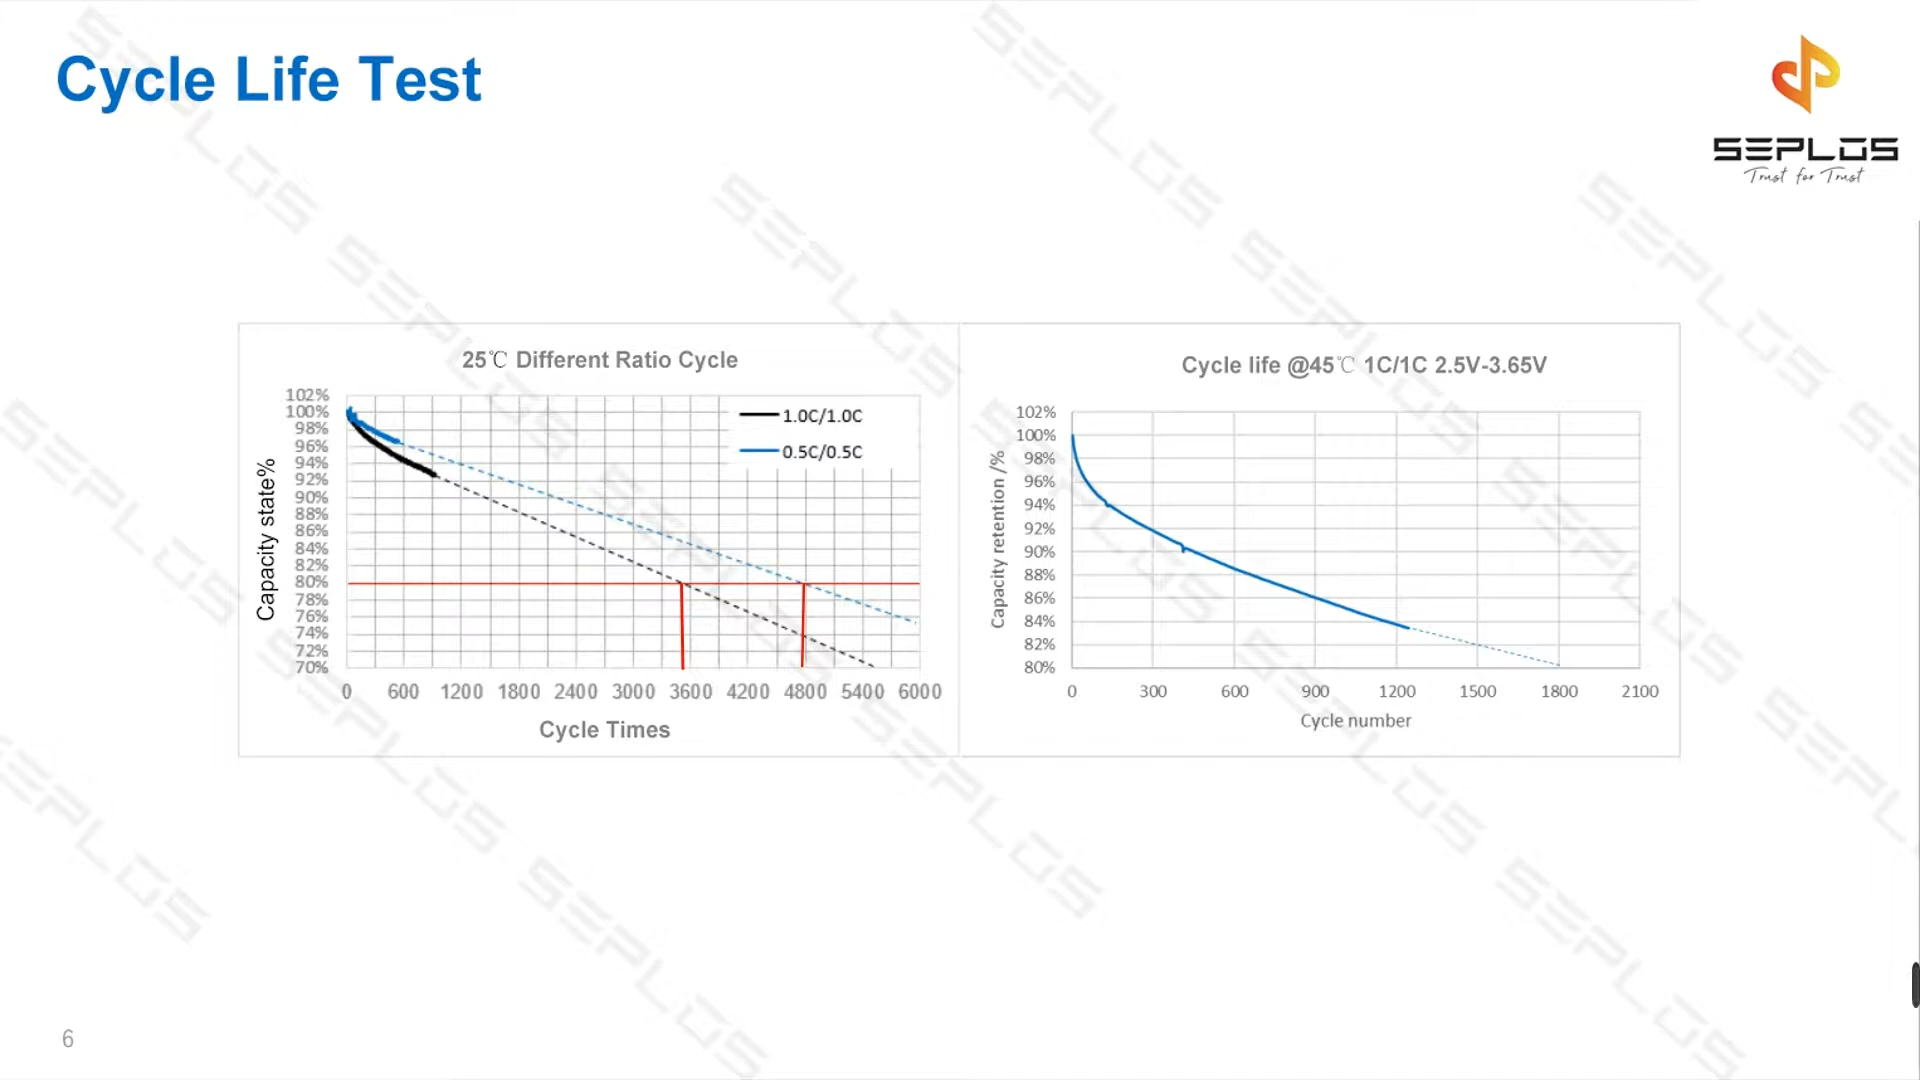 Cycle Life Test
SEPLOS
Trust for Trust
25℃ Different Ratio Cycle
102%
100%
98%
96%
94%
92%
90%
88%
86%
84%
82%
80%
78%
76%
74%
72%
70%
Capacity state%
1.0C/1.0C
0.5C/0.5C
0 600 1200 1800 2400 3000 3600 4200 4800 5400 6000
Cycle Times
Cycle life @45℃ 1C/1C 2.5V-3.65V
102%
100%
98%
96%
94%
92%
90%
88%
86%
84%
82%
80%
Capacity retention /%
0 300 600 900 1200 1500 1800 2100
Cycle number
6